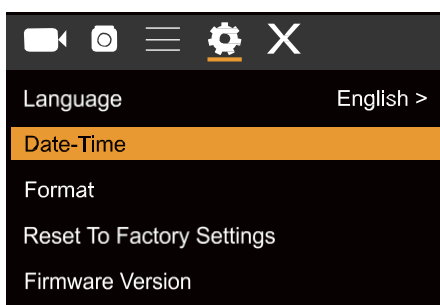 Language English >
Date-Time
Format
Reset To Factory Settings
Firmware Version